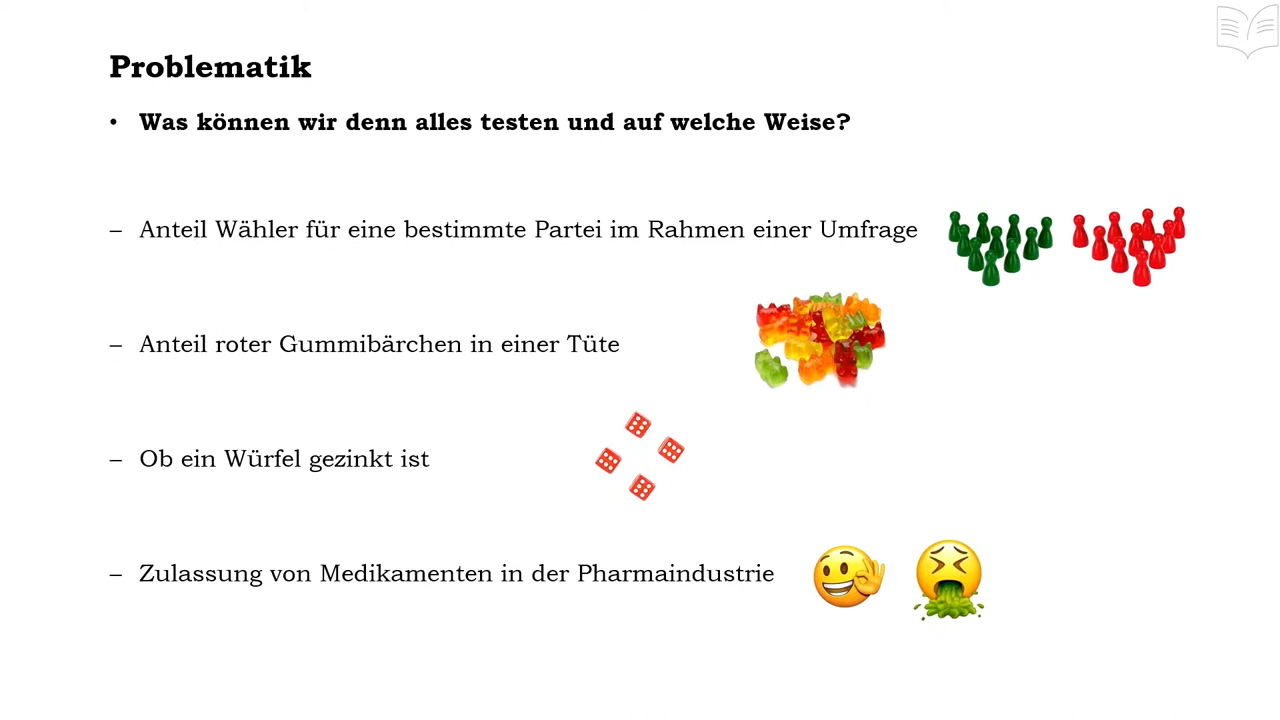 Problematik
• Was können wir denn alles testen und auf welche Weise?
– Anteil Wähler für eine bestimmte Partei im Rahmen einer Umfrage
– Anteil roter Gummibärchen in einer Tüte
– Ob ein Würfel gezinkt ist
– Zulassung von Medikamenten in der Pharmaindustrie